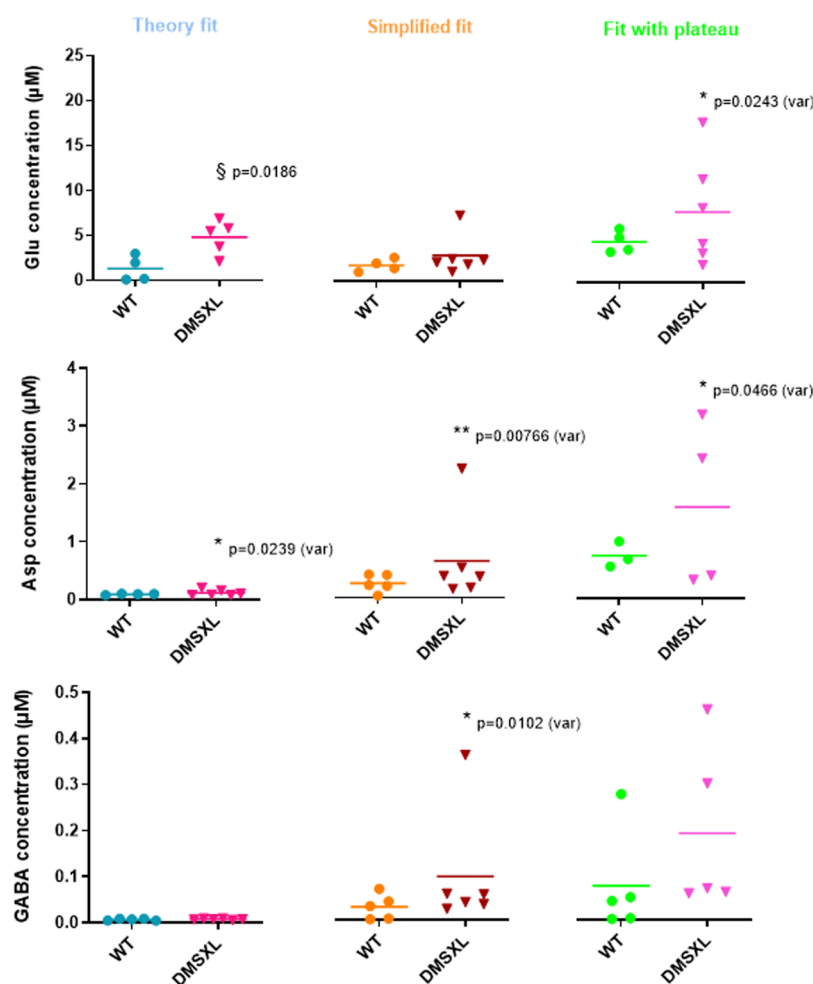 Theory fit Simplified fit Fit with plateau
Glu concentration (µM)
25
20
15
10
5
0
§ p=0.0186
* p=0.0243 (var)
WT DMSXL WT DMSXL WT DMSXL
Asp concentration (µM)
4
3
2
1
0
* p=0.0239 (var)
** p=0.00766 (var)
* p=0.0466 (var)
WT DMSXL WT DMSXL WT DMSXL
GABA concentration (µM)
0.5
0.4
0.3
0.2
0.1
0.0
* p=0.0102 (var)
WT DMSXL WT DMSXL WT DMSXL